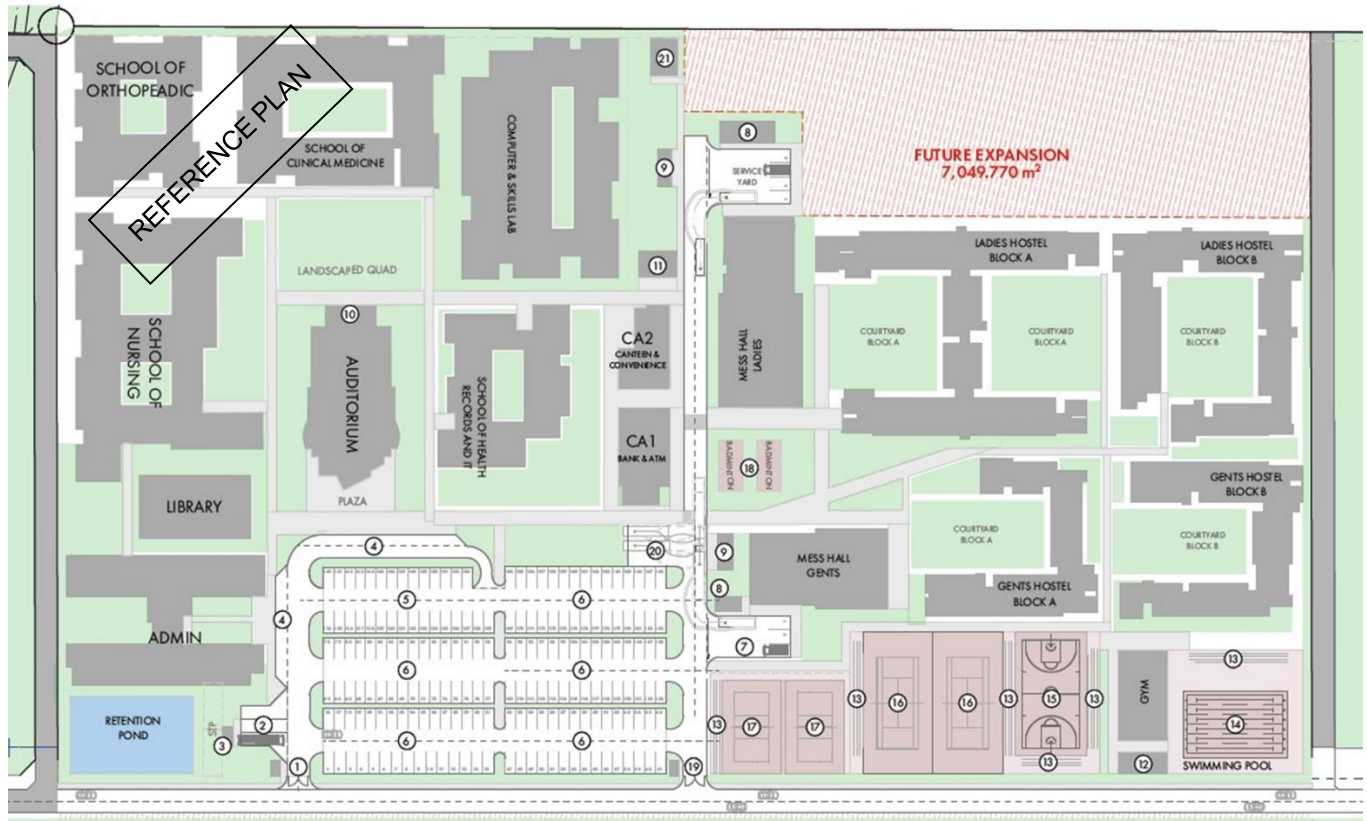 SCHOOL OF
ORTHOPEADIC
REFERENCE PLAN
SCHOOL OF
CLINICAL MEDICINE
COMPUTER & SKILLS LAB
21
8
9
SERVICE
YARD
FUTURE EXPANSION
7,049.770 m²
LANDSCAPED QUAD
11
LADIES HOSTEL
BLOCK A
LADIES HOSTEL
BLOCK B
SCHOOL OF
NURSING
10
AUDITORIUM
PLAZA
SCHOOL OF HEALTH
RECORDS AND IT
CA2
CANTEEN &
CONVENIENCE
CA1
BANK & ATM
MESS HALL
LADIES
COURTYARD
BLOCK A
COURTYARD
BLOCK A
COURTYARD
BLOCK B
BADMINTON
18
BADMINTON
GENTS HOSTEL
BLOCK B
LIBRARY
COURTYARD
BLOCK A
COURTYARD
BLOCK B
4
20
9
MESS HALL
GENTS
8
GENTS HOSTEL
BLOCK A
5
6
4
ADMIN
7
6
6
13
13
16
16
13
15
13
GYM
RETENTION
POND
STP
2
3
6
6
13
17
17
14
13
1
19
12
SWIMMING POOL